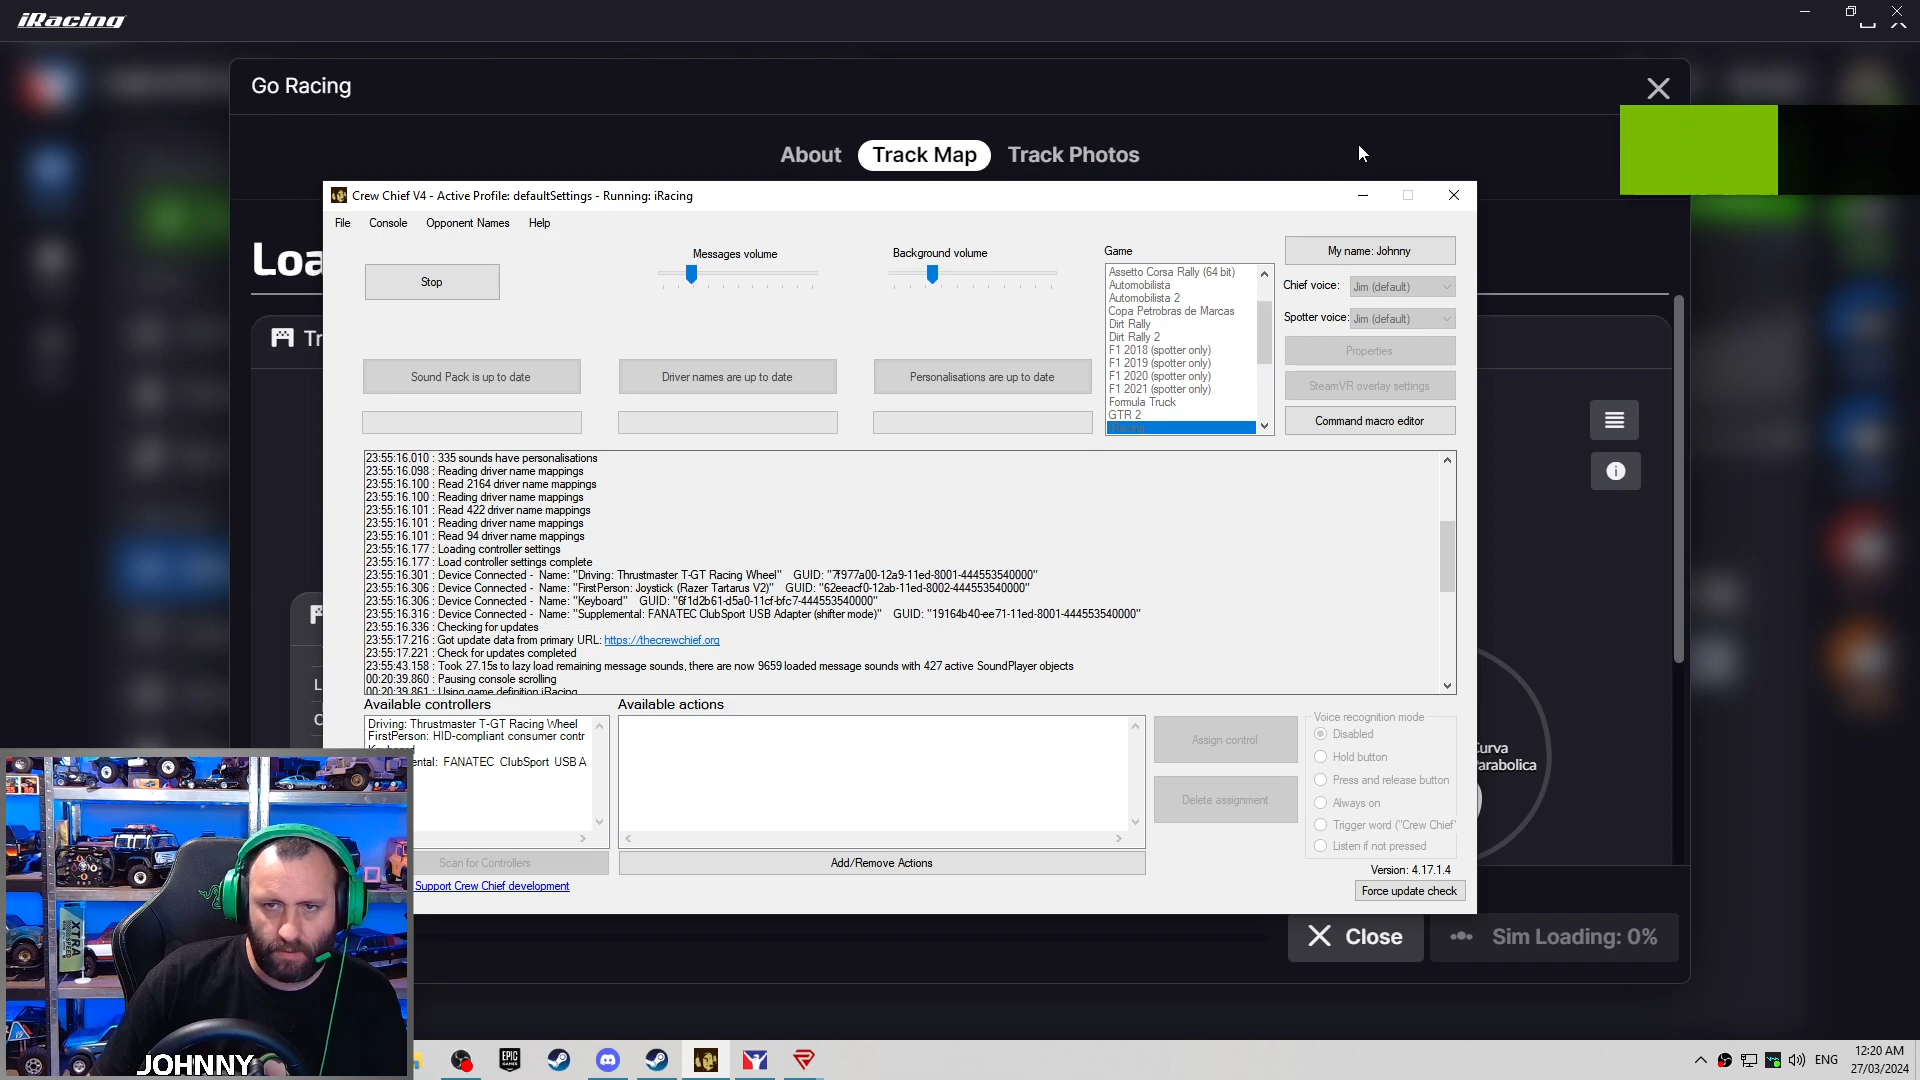 iRacing
Go Racing
About
Track Map
Track Photos
Loa
Tr
Crew Chief V4 - Active Profile: defaultSettings - Running: iRacing
File
Console
Opponent Names
Help
Stop
Messages volume
Background volume
Game
Assetto Corsa Rally (64 bit)
Automobilista
Automobilista 2
Copa Petrobras de Marcas
Dirt Rally
Dirt Rally 2
F1 2018 (spotter only)
F1 2019 (spotter only)
F1 2020 (spotter only)
F1 2021 (spotter only)
Formula Truck
GTR 2
iRacing
My name: Johnny
Chief voice:
Jim (default)
Spotter voice:
Jim (default)
Properties
SteamVR overlay settings
Command macro editor
Sound Pack is up to date
Driver names are up to date
Personalisations are up to date
23:55:16.010 : 335 sounds have personalisations
23:55:16.098 : Reading driver name mappings
23:55:16.100 : Read 2164 driver name mappings
23:55:16.100 : Reading driver name mappings
23:55:16.101 : Read 422 driver name mappings
23:55:16.101 : Reading driver name mappings
23:55:16.101 : Read 94 driver name mappings
23:55:16.177 : Loading controller settings
23:55:16.177 : Load controller settings complete
23:55:16.301 : Device Connected - Name: "Driving: Thrustmaster T-GT Racing Wheel" GUID: "7f977a00-12a9-11ed-8001-444553540000"
23:55:16.306 : Device Connected - Name: "FirstPerson: Joystick (Razer Tartarus V2)" GUID: "62eeacf0-12ab-11ed-8002-444553540000"
23:55:16.306 : Device Connected - Name: "Keyboard" GUID: "6f1d2b61-d5a0-11cf-bfc7-444553540000"
23:55:16.316 : Device Connected - Name: "Supplemental: FANATEC ClubSport USB Adapter (shifter mode)" GUID: "19164b40-ee71-11ed-8001-444553540000"
23:55:16.336 : Checking for updates
23:55:17.216 : Got update data from primary URL: https://thecrewchief.org
23:55:17.221 : Check for updates completed
23:55:43.158 : Took 27.15s to lazy load remaining message sounds, there are now 9659 loaded message sounds with 427 active SoundPlayer objects
00:20:39.860 : Pausing console scrolling
00:20:39.861 : Using game definition iRacing
Available controllers
Available actions
Driving: Thrustmaster T-GT Racing Wheel
FirstPerson: HID-compliant consumer contr
Keyboard
ental: FANATEC ClubSport USB A
Assign control
Delete assignment
Voice recognition mode
Disabled
Hold button
Press and release button
Always on
Trigger word ("Crew Chief"
Listen if not pressed
Scan for Controllers
Add/Remove Actions
Support Crew Chief development
Version: 4.17.1.4
Force update check
L
C
Curva
Parabolica
Close
Sim Loading: 0%
XTRA
SPEED
JOHNNY
EPIC
GAMES
ENG
12:20 AM
27/03/2024